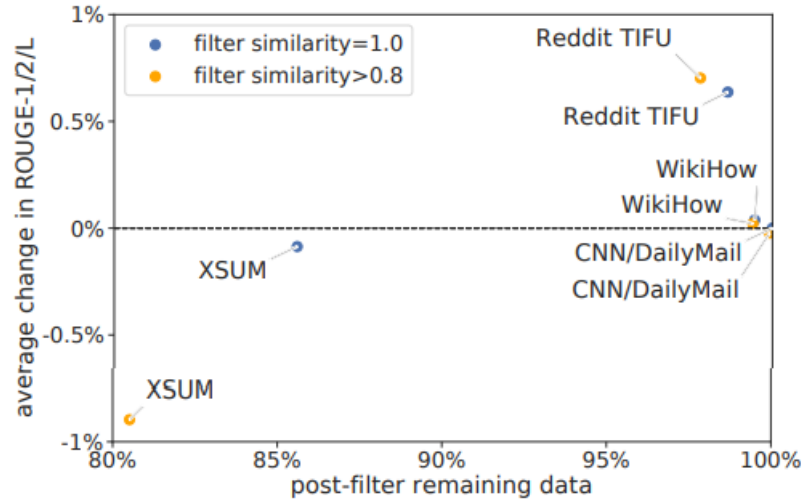 1%
0.5%
0%
-0.5%
-1%
average change in ROUGE-1/2/L
filter similarity=1.0
filter similarity>0.8
Reddit TIFU
Reddit TIFU
WikiHow
WikiHow
CNN/DailyMail
CNN/DailyMail
XSUM
XSUM
80%
85%
90%
95%
100%
post-filter remaining data